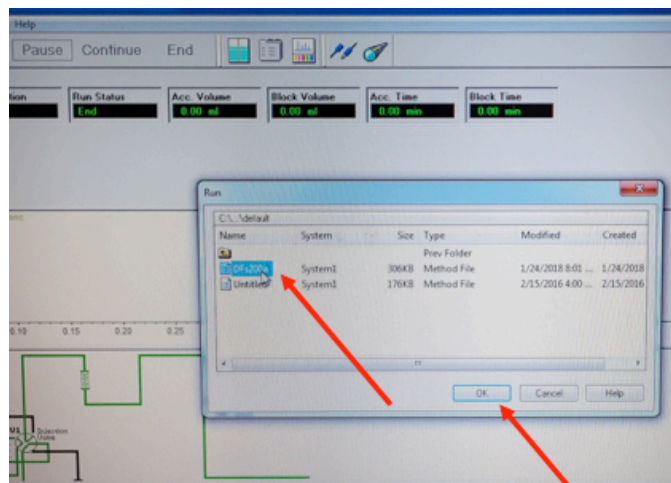 Help
Pause Continue End
Run Status Acc. Volume Block Volume Acc. Time Block Time
End 0.00 ml 0.00 ml 0.00 min 0.00 min
Run
C:\...\default
Name System Size Type Modified Created
Prev Folder
System1 306KB Method File 1/24/2018 8:01 ... 1/24/2018
Untitled System1 176KB Method File 2/15/2016 4:00 ... 2/15/2016
0.10 0.15 0.20 0.25
OK Cancel Help
V1 Injection
Valve